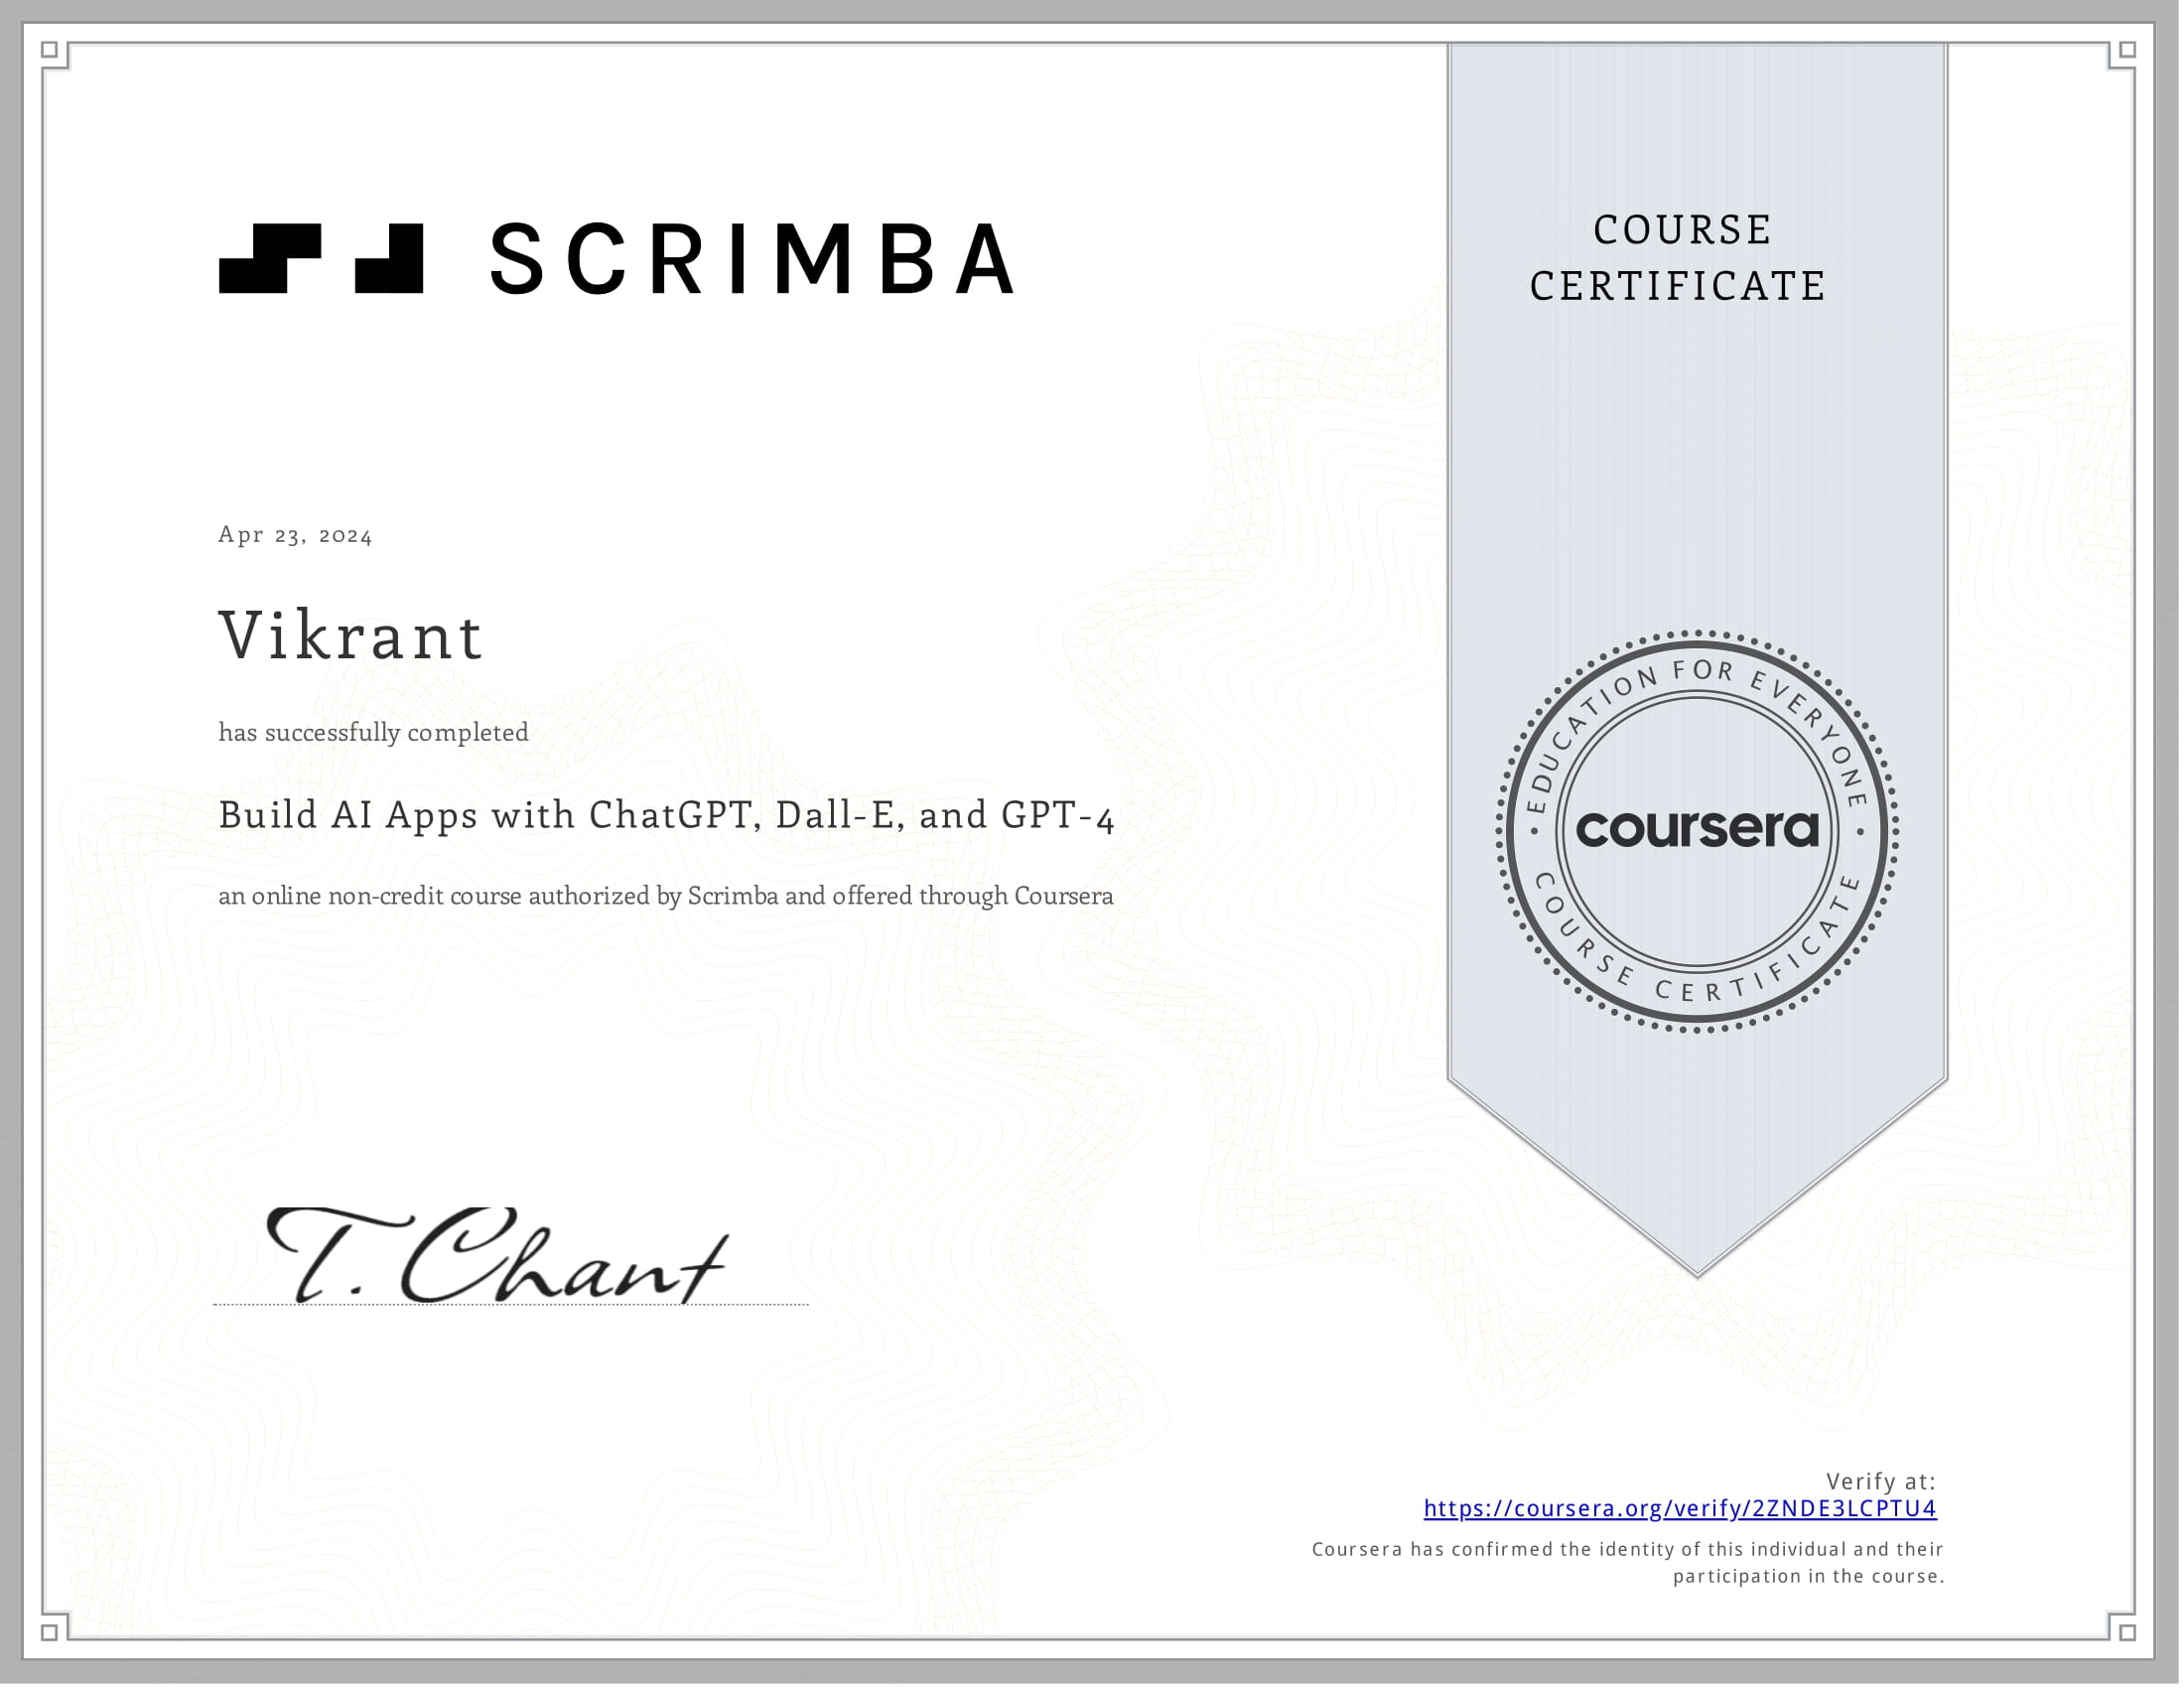 SCRIMBA
COURSE
CERTIFICATE
Apr 23, 2024
Vikrant
has successfully completed
Build AI Apps with ChatGPT, Dall-E, and GPT-4
an online non-credit course authorized by Scrimba and offered through Coursera
EDUCATION FOR EVERYONE
coursera
COURSE CERTIFICATE
T. Chant
Verify at:
https://coursera.org/verify/2ZNDE3LCPTU4
Coursera has confirmed the identity of this individual and their
participation in the course.